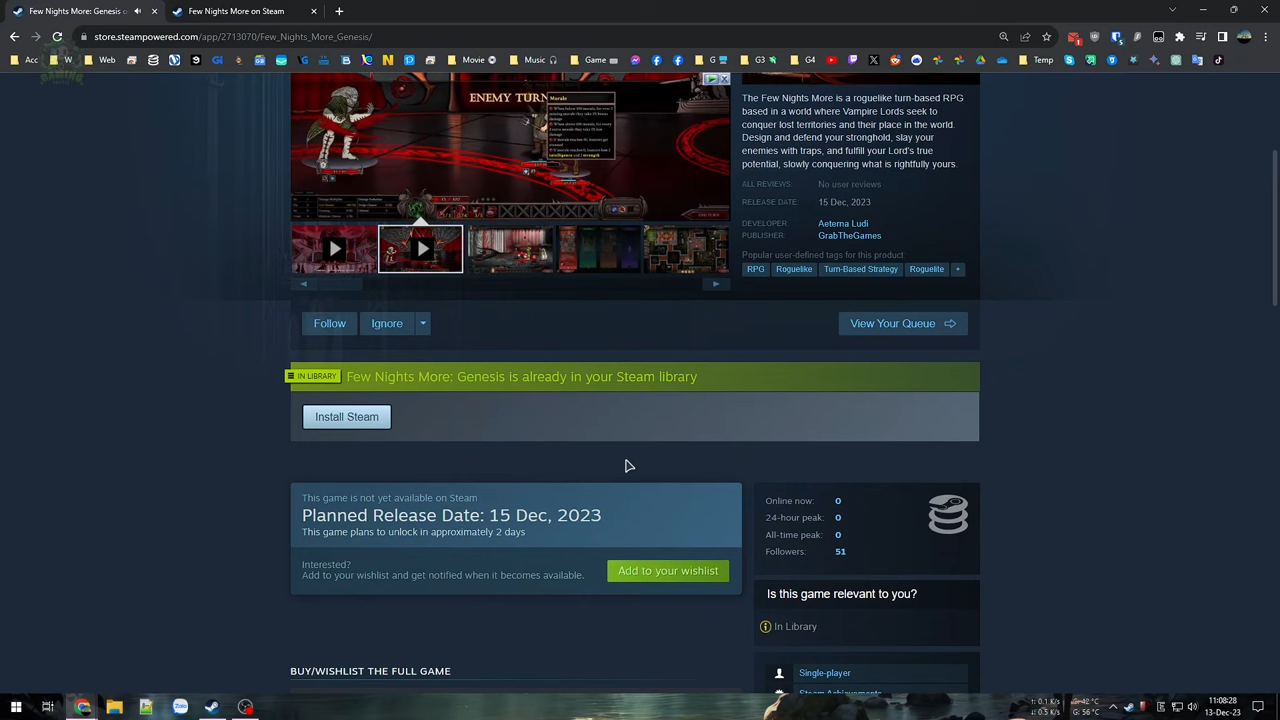 Few Nights More: Genesis o
Few Nights More: Genesis on Steam
store.steampowered.com/app/2713070/Few_Nights_More_Genesis/
Acc
W
Web
Movie
Music
Game
G3
G4
Temp
ENEMY TURN
Morale
END TURN
The Few Nights More is a roguelike turn-based RPG
based in a world where Vampire Lords seek to
conquer lost territories and their place in the world.
Design and defend your stronghold, slay your
enemies with traps, and fulfill your Lord's true
potential, slowly conquering what is rightfully yours.
ALL REVIEWS: No user reviews
RELEASE DATE: 15 Dec, 2023
DEVELOPER: Aeterna Ludi
PUBLISHER: GrabTheGames
Popular user-defined tags for this product:
RPG Roguelike Turn-Based Strategy Roguelite +
Follow Ignore View Your Queue
IN LIBRARY Few Nights More: Genesis is already in your Steam library
Install Steam
This game is not yet available on Steam
Planned Release Date: 15 Dec, 2023
This game plans to unlock in approximately 2 days
Interested?
Add to your wishlist and get notified when it becomes available.
Add to your wishlist
Online now: 0
24-hour peak: 0
All-time peak: 0
Followers: 51
Is this game relevant to you?
In Library
BUY/WISHLIST THE FULL GAME
Single-player
Steam Achievements
11:08:28
13-Dec-23